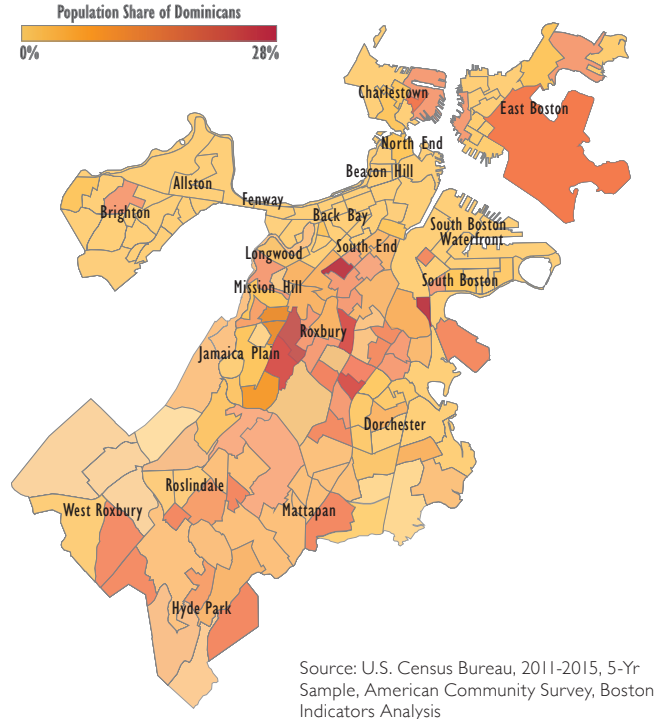 Population Share of Dominicans
0% 28%
Charlestown
East Boston
North End
Beacon Hill
Allston
Fenway
Brighton
Back Bay
South Boston
Waterfront
South End
Longwood
South Boston
Mission Hill
Roxbury
Jamaica Plain
Dorchester
Roslindale
West Roxbury
Mattapan
Hyde Park
Source: U.S. Census Bureau, 2011-2015, 5-Yr
Sample, American Community Survey, Boston
Indicators Analysis